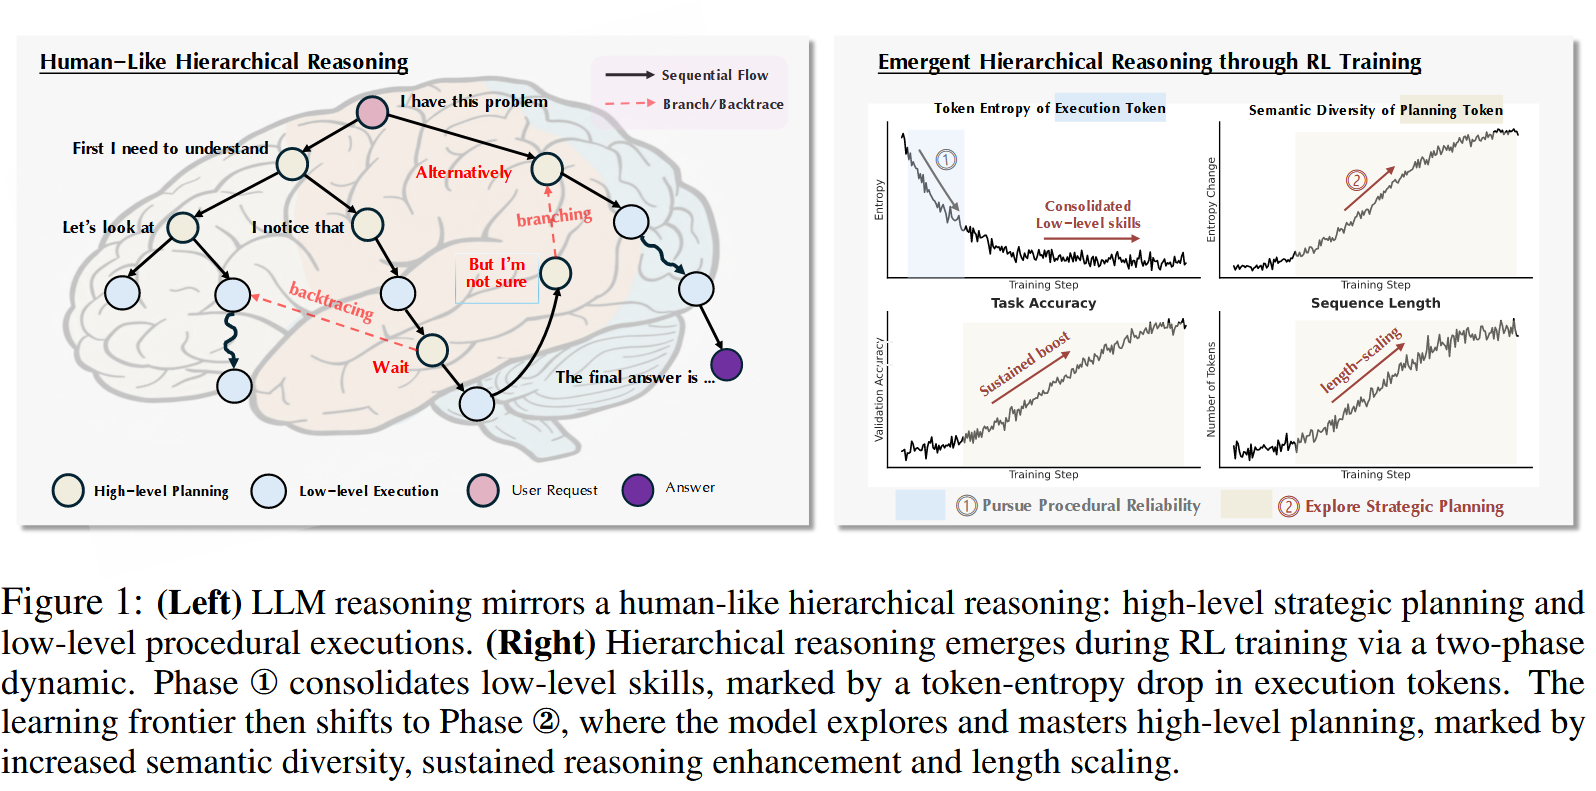 Human-Like Hierarchical Reasoning
Sequential Flow
Branch/Backtrace
I have this problem
First I need to understand
Alternatively
Let's look at
I notice that
branching
But I'm
not sure
backtracing
Wait
The final answer is ...
High-level Planning
Low-level Execution
User Request
Answer
Emergent Hierarchical Reasoning through RL Training
Token Entropy of Execution Token
Entropy
①
Consolidated
Low-level skills
Training Step
Semantic Diversity of Planning Token
Entropy Change
②
Training Step
Task Accuracy
Validation Accuracy
Sustained boost
Training Step
Sequence Length
Number of Tokens
length-scaling
Training Step
① Pursue Procedural Reliability
② Explore Strategic Planning
Figure 1: (Left) LLM reasoning mirrors a human-like hierarchical reasoning: high-level strategic planning and
low-level procedural executions. (Right) Hierarchical reasoning emerges during RL training via a two-phase
dynamic. Phase ① consolidates low-level skills, marked by a token-entropy drop in execution tokens. The
learning frontier then shifts to Phase ②, where the model explores and masters high-level planning, marked by
increased semantic diversity, sustained reasoning enhancement and length scaling.